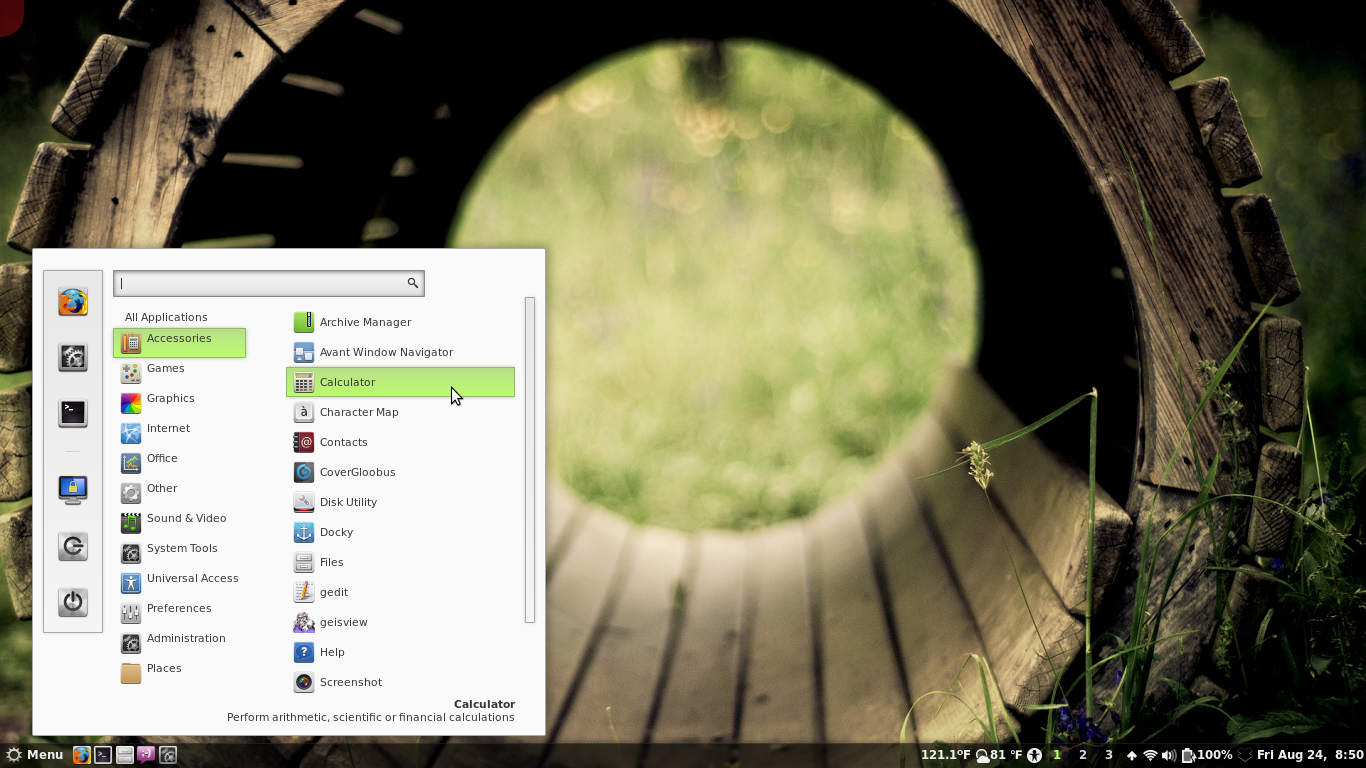 All Applications
Accessories
Games
Graphics
Internet
Office
Other
Sound & Video
System Tools
Universal Access
Preferences
Administration
Places
Archive Manager
Avant Window Navigator
Calculator
Character Map
Contacts
CoverGloobus
Disk Utility
Docky
Files
gedit
geisview
Help
Screenshot
Calculator
Perform arithmetic, scientific or financial calculations
Menu 121.1°F 81 °F 1 2 3 100% Fri Aug 24, 8:50